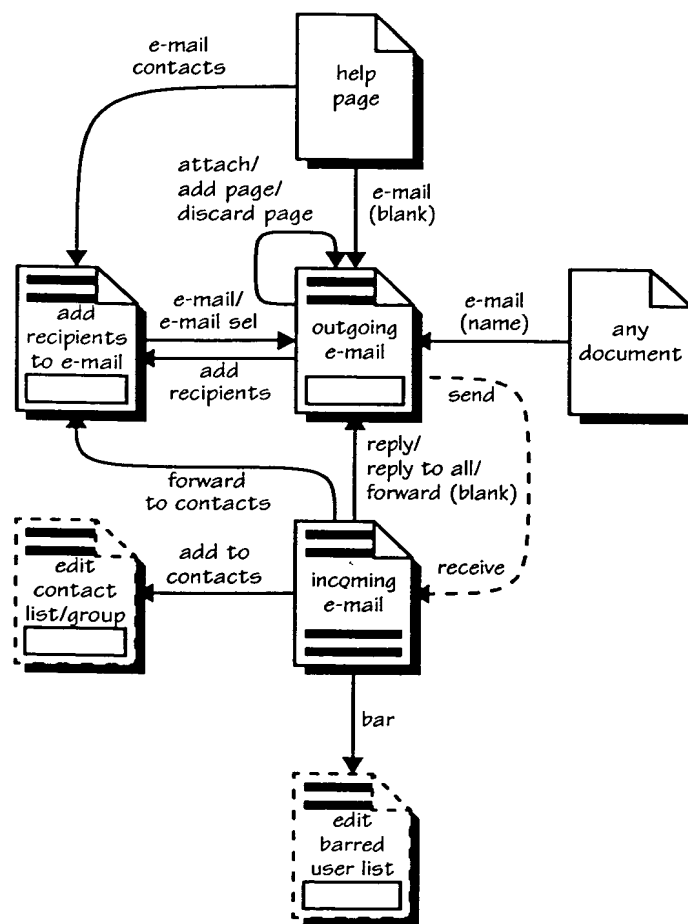 e-mail
contacts
help
page
attach/
add page/
discard page
e-mail
(blank)
add
recipients
to e-mail
e-mail/
e-mail sel
add
recipients
outgoing
e-mail
e-mail
(name)
any
document
send
forward
to contacts
reply/
reply to all/
forward (blank)
edit
contact
list/group
add to
contacts
incoming
e-mail
receive
bar
edit
barred
user list